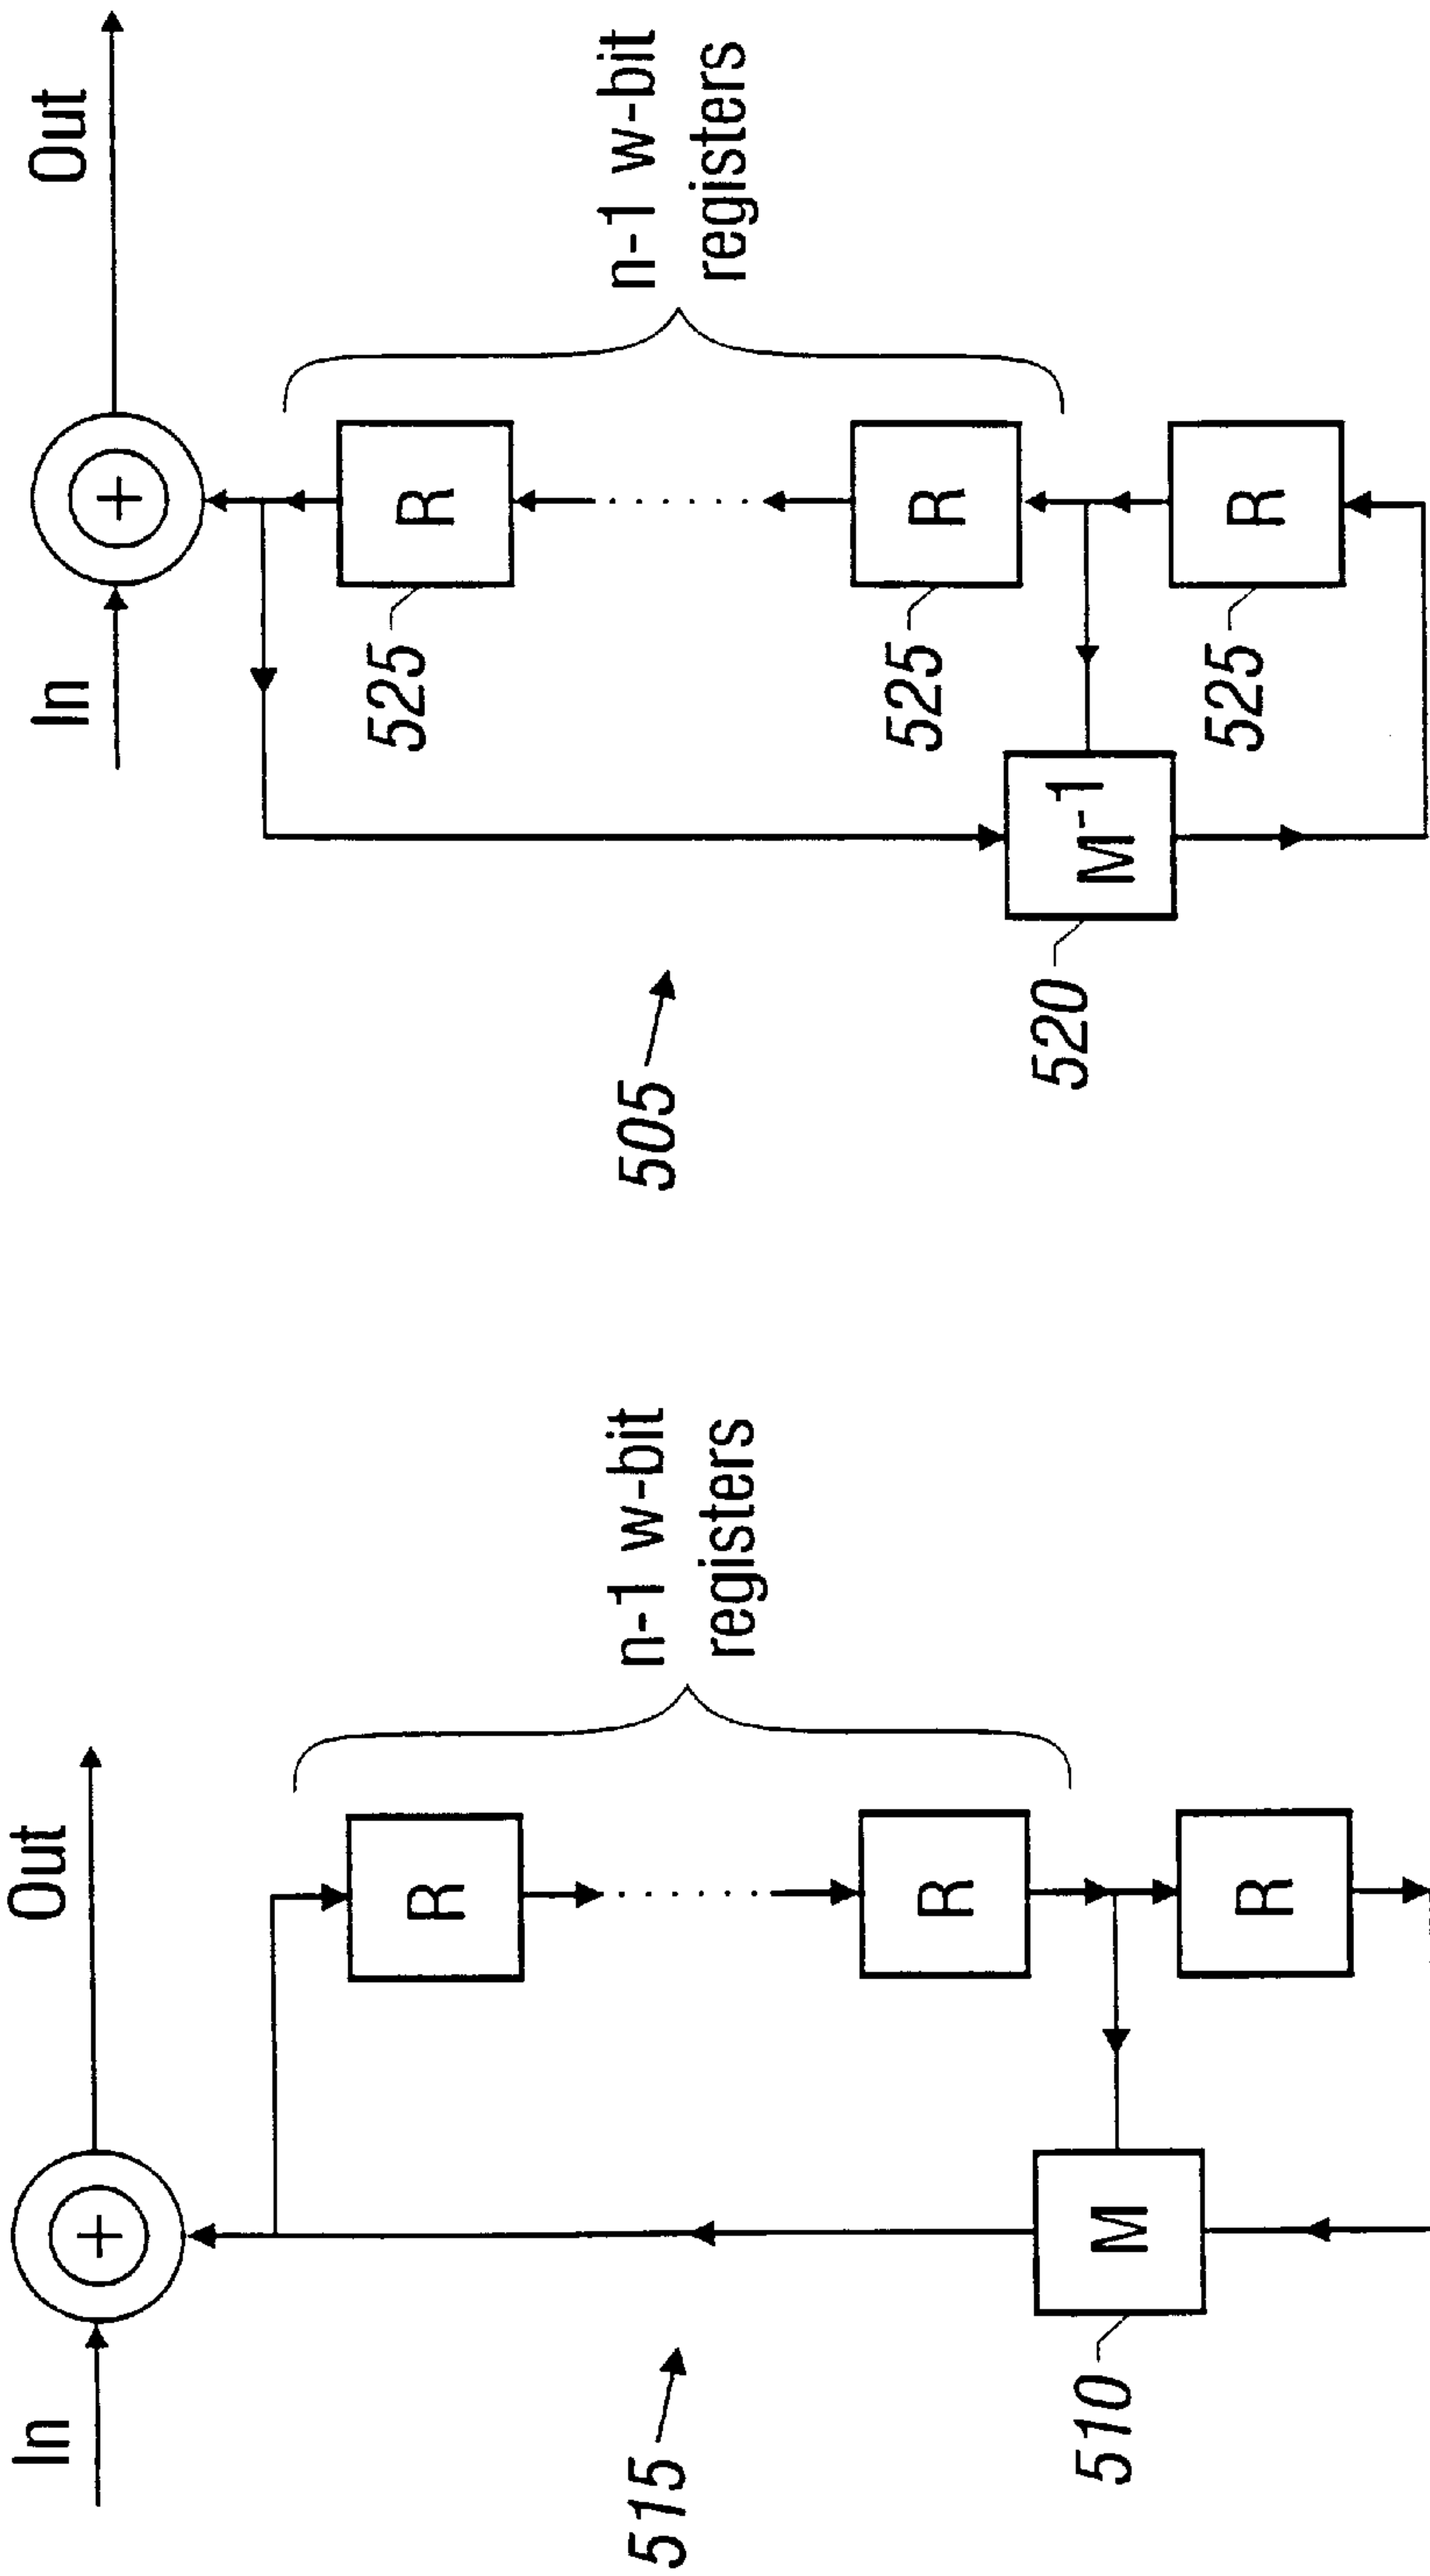 In
Out
+
R
R
R
n-1 w-bit
registers
M
510
515
In
Out
+
R
525
R
525
R
525
n-1 w-bit
registers
M-1
520
505